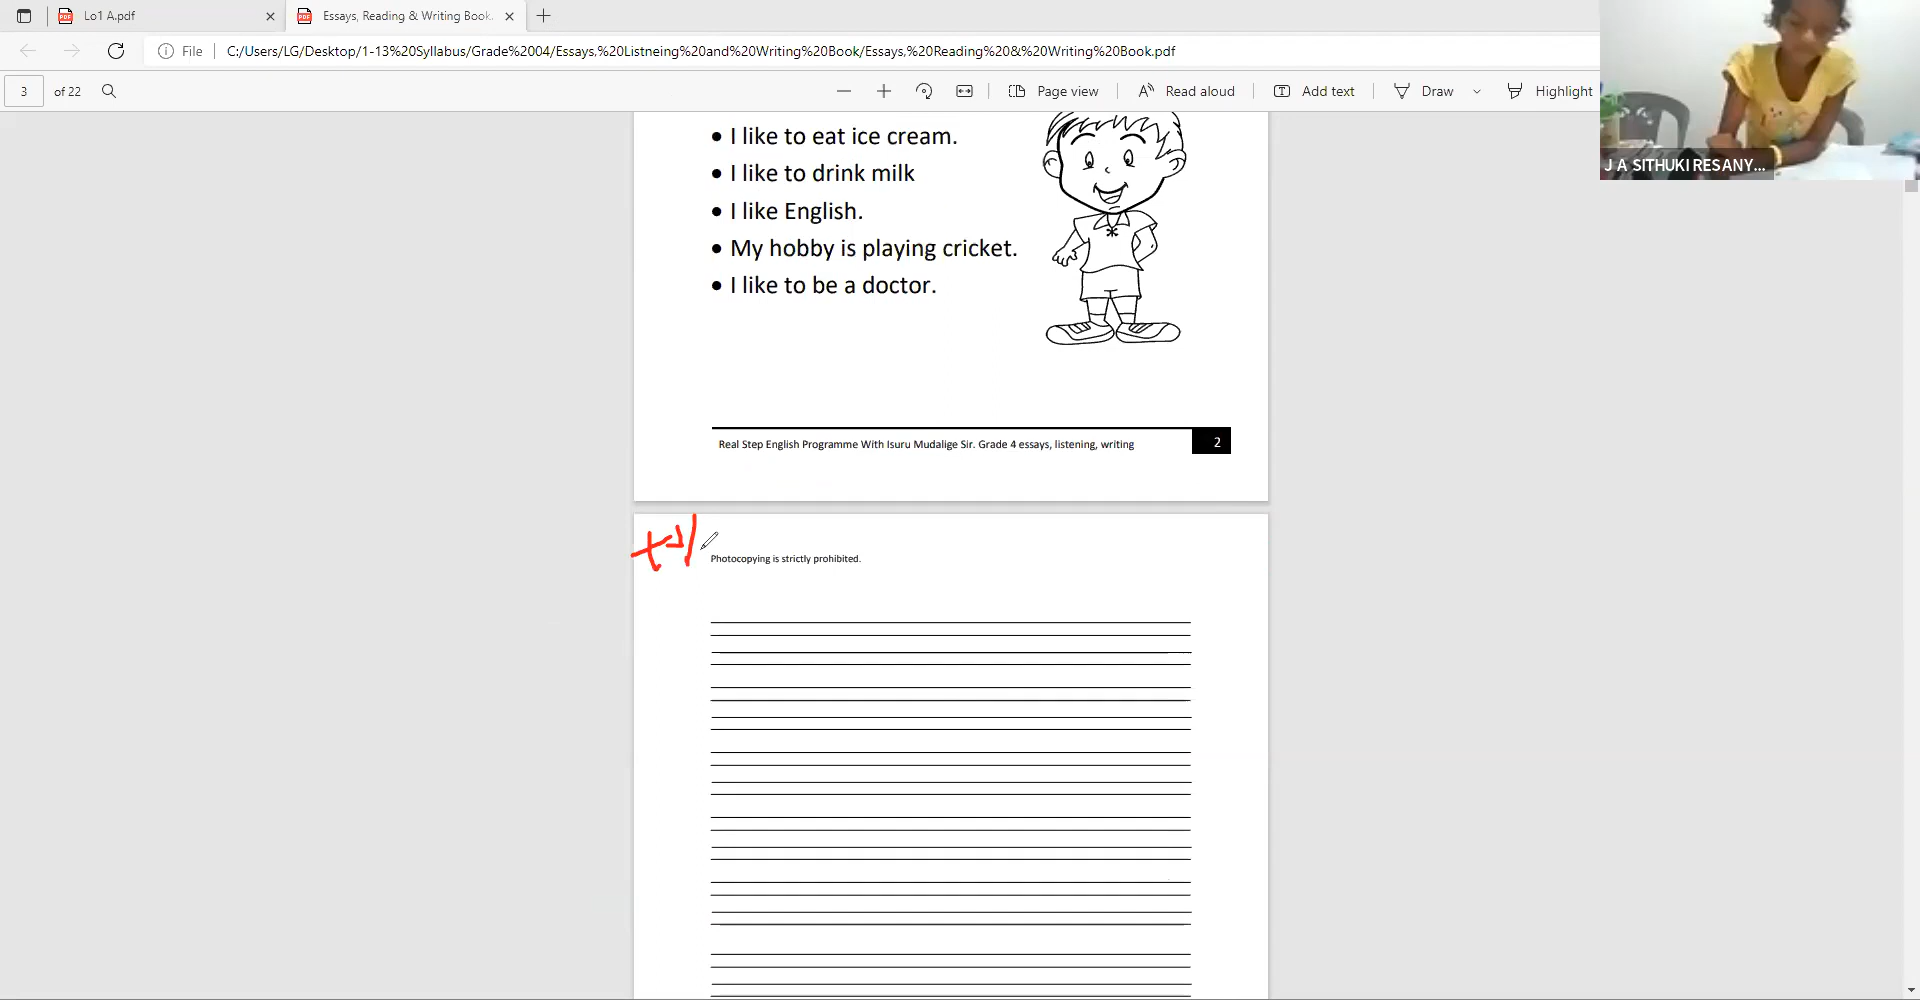 Lo1 A.pdf
Essays, Reading & Writing Book.
File
C:/Users/LG/Desktop/1-13%20Syllabus/Grade%2004/Essays,%20Listneing%20and%20Writing%20Book/Essays,%20Reading%20&%20Writing%20Book.pdf
3 of 22
Page view
Read aloud
Add text
Draw
Highlight
J A SITHUKI RESANY...
• I like to eat ice cream.
• I like to drink milk
• I like English.
• My hobby is playing cricket.
• I like to be a doctor.
Real Step English Programme With Isuru Mudalige Sir. Grade 4 essays, listening, writing
2
Photocopying is strictly prohibited.